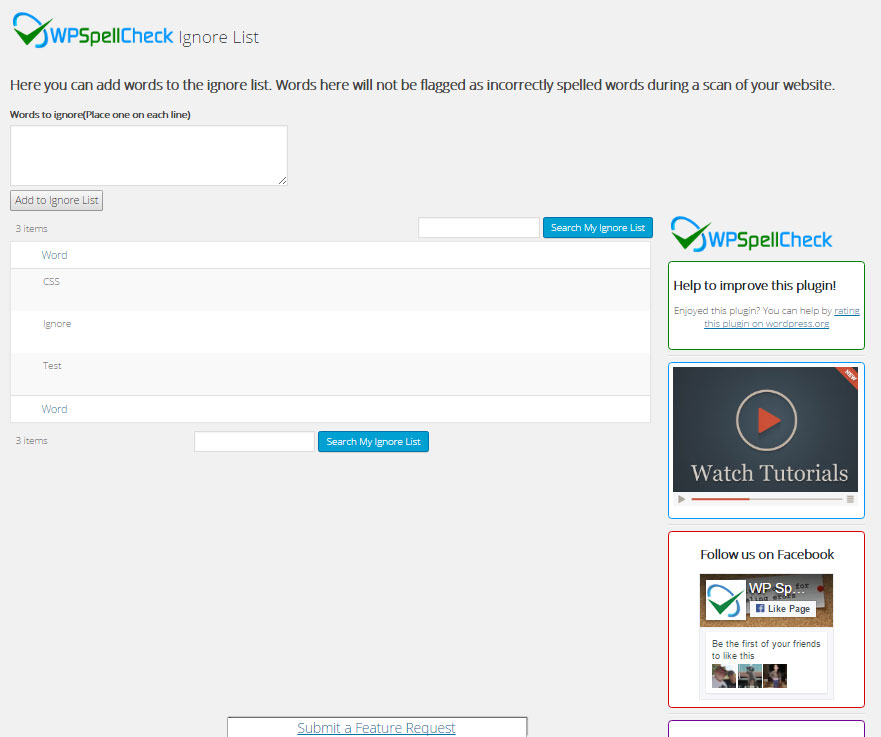 WPSpellCheck Ignore List
Here you can add words to the ignore list. Words here will not be flagged as incorrectly spelled words during a scan of your website.
Words to ignore(Place one on each line)
Add to Ignore List
3 items
Search My Ignore List
Word
CSS
Ignore
Test
Word
3 items
Search My Ignore List
WPSpellCheck
Help to improve this plugin!
Enjoyed this plugin? You can help by rating
this plugin on wordpress.org
NEW
Watch Tutorials
Follow us on Facebook
WP Sp...
for
Like Page
Be the first of your friends
to like this
Submit a Feature Request